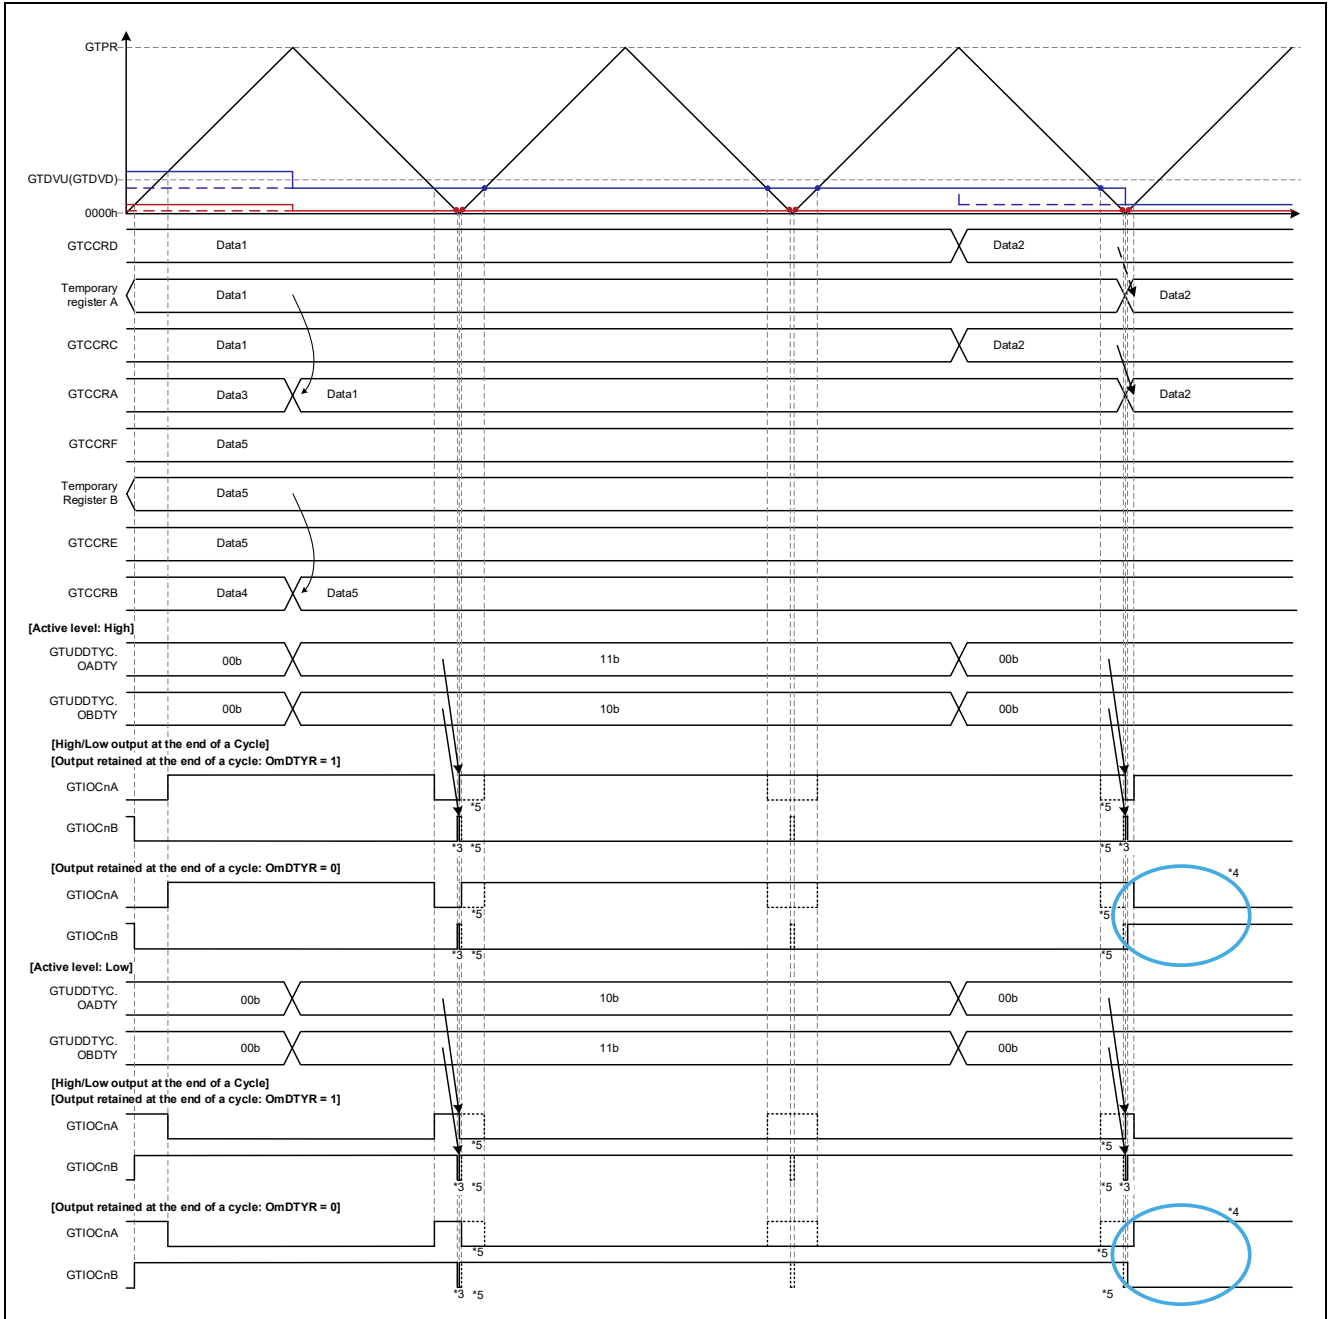 GTPR
GTDVU(GTDVD)
0000h
GTCCRD
Data1
Data2
Temporary
register A
Data1
Data2
GTCCRC
Data1
Data2
GTCCRA
Data3
Data1
Data2
GTCCRF
Data5
Temporary
Register B
Data5
GTCCRE
Data5
GTCCRB
Data4
Data5
[Active level: High]
GTUDDTYC.
OADTY
00b
11b
00b
GTUDDTYC.
OBDTY
00b
10b
00b
[High/Low output at the end of a Cycle]
[Output retained at the end of a cycle: OmDTYR = 1]
GTIOCnA
*5
*5
GTIOCnB
*3
*5
*5
*3
[Output retained at the end of a cycle: OmDTYR = 0]
*4
GTIOCnA
*5
*5
GTIOCnB
*3
*5
*5
[Active level: Low]
GTUDDTYC.
OADTY
00b
10b
00b
GTUDDTYC.
OBDTY
00b
11b
00b
[High/Low output at the end of a Cycle]
[Output retained at the end of a cycle: OmDTYR = 1]
GTIOCnA
*5
*5
GTIOCnB
*3
*5
*5
*3
[Output retained at the end of a cycle: OmDTYR = 0]
*4
GTIOCnA
*5
*5
GTIOCnB
*3
*5
*5